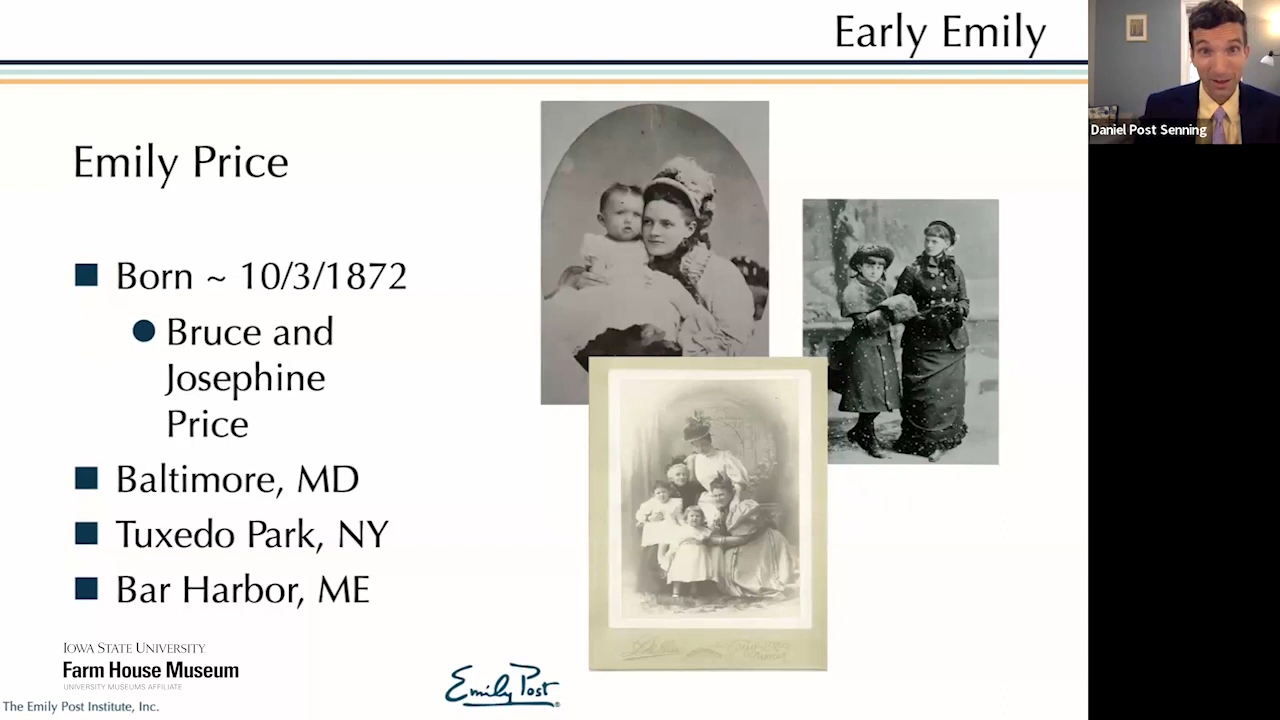 Early Emily
Daniel Post Senning
Emily Price
Born ~ 10/3/1872
Bruce and
Josephine
Price
Baltimore, MD
Tuxedo Park, NY
Bar Harbor, ME
IOWA STATE UNIVERSITY
Farm House Museum
UNIVERSITY MUSEUMS AFFILIATE
Emily Post®
The Emily Post Institute, Inc.